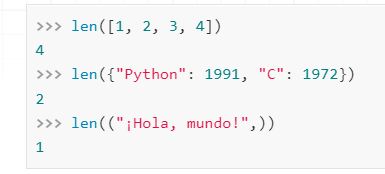 >>> len([1, 2, 3, 4])
4
>>> len({"Python": 1991, "C": 1972})
2
>>> len(("¡Hola, mundo!",))
1